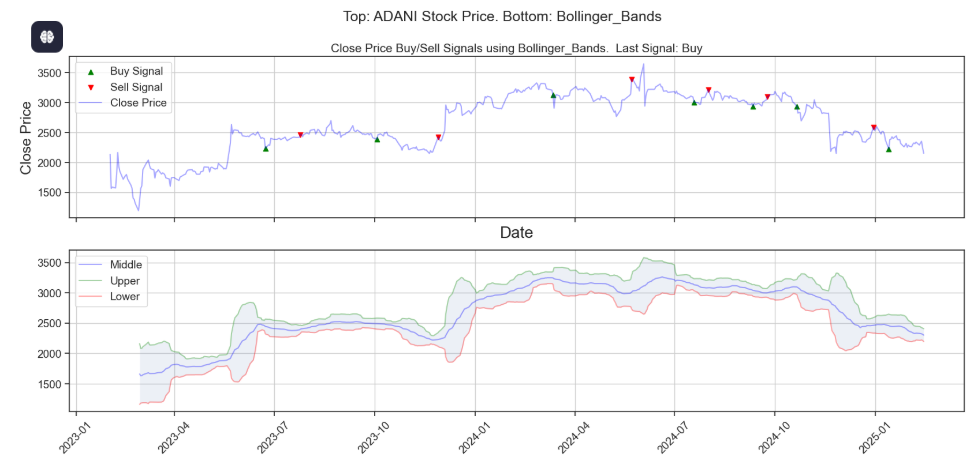 Top: ADANI Stock Price. Bottom: Bollinger_Bands
Close Price Buy/Sell Signals using Bollinger_Bands.  Last Signal: Buy
Buy Signal
Sell Signal
Close Price
Close Price
3500
3000
2500
2000
1500
Date
Middle
Upper
Lower
3500
3000
2500
2000
1500
2023-01
2023-04
2023-07
2023-10
2024-01
2024-04
2024-07
2024-10
2025-01